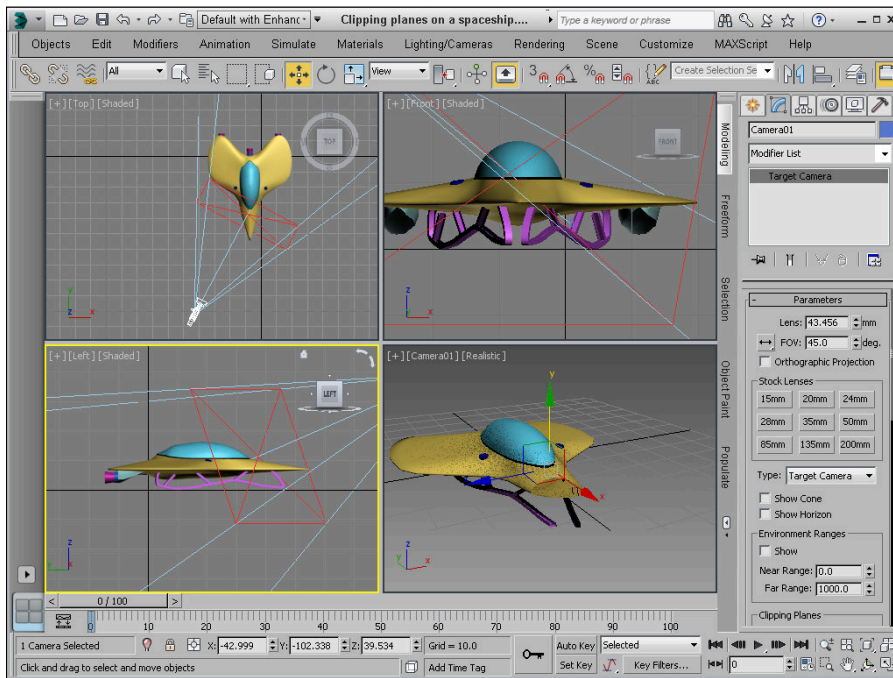 Default with Enhanc
Clipping planes on a spaceship....
Type a keyword or phrase
Objects Edit Modifiers Animation Simulate Materials Lighting/Cameras Rendering Scene Customize MAXScript Help
All
View
3
%
ABC
Create Selection Se
[+][Top][Shaded]
TOP
y
z x
[+][Front][Shaded]
FRONT
z
y x
[+][Left][Shaded]
LEFT
z
y x
[+][Camera01][Realistic]
y
x
z
x
Modeling
Freeform
Selection
Object Paint
Populate
Camera01
Modifier List
Target Camera
- Parameters
Lens: 43.456 mm
FOV: 45.0 deg.
Orthographic Projection
Stock Lenses
15mm 20mm 24mm
28mm 35mm 50mm
85mm 135mm 200mm
Type: Target Camera
Show Cone
Show Horizon
Environment Ranges
Show
Near Range: 0.0
Far Range: 1000.0
Clipping Planes
< 0 / 100 >
0 10 20 30 40 50 60 70 80 90 100
1 Camera Selected X: -42.999 Y: -102.338 Z: 39.534 Grid = 10.0 Auto Key Selected
Click and drag to select and move objects Add Time Tag Set Key Key Filters... 0